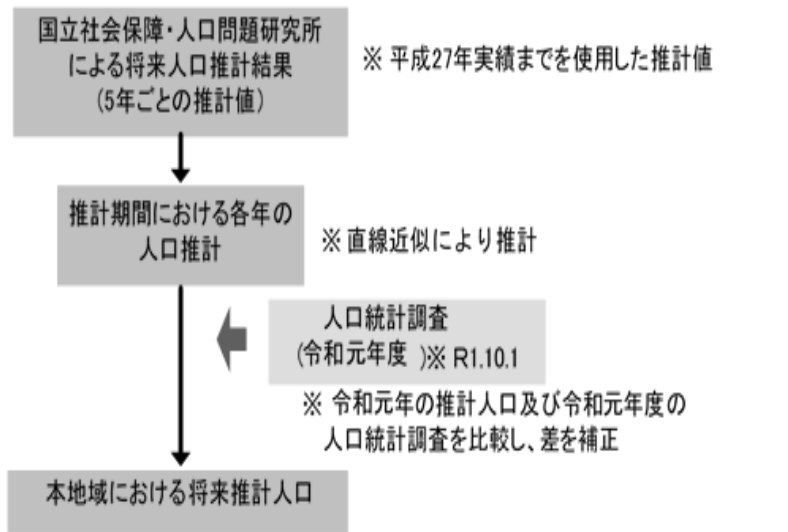 国立社会保障・人口問題研究所
による将来人口推計結果
(5年ごとの推計値)
※ 平成27年実績までを使用した推計値
推計期間における各年の
人口推計
※ 直線近似により推計
人口統計調査
(令和元年度 )※ R1.10.1
※ 令和元年の推計人口及び令和元年度の
人口統計調査を比較し、差を補正
本地域における将来推計人口